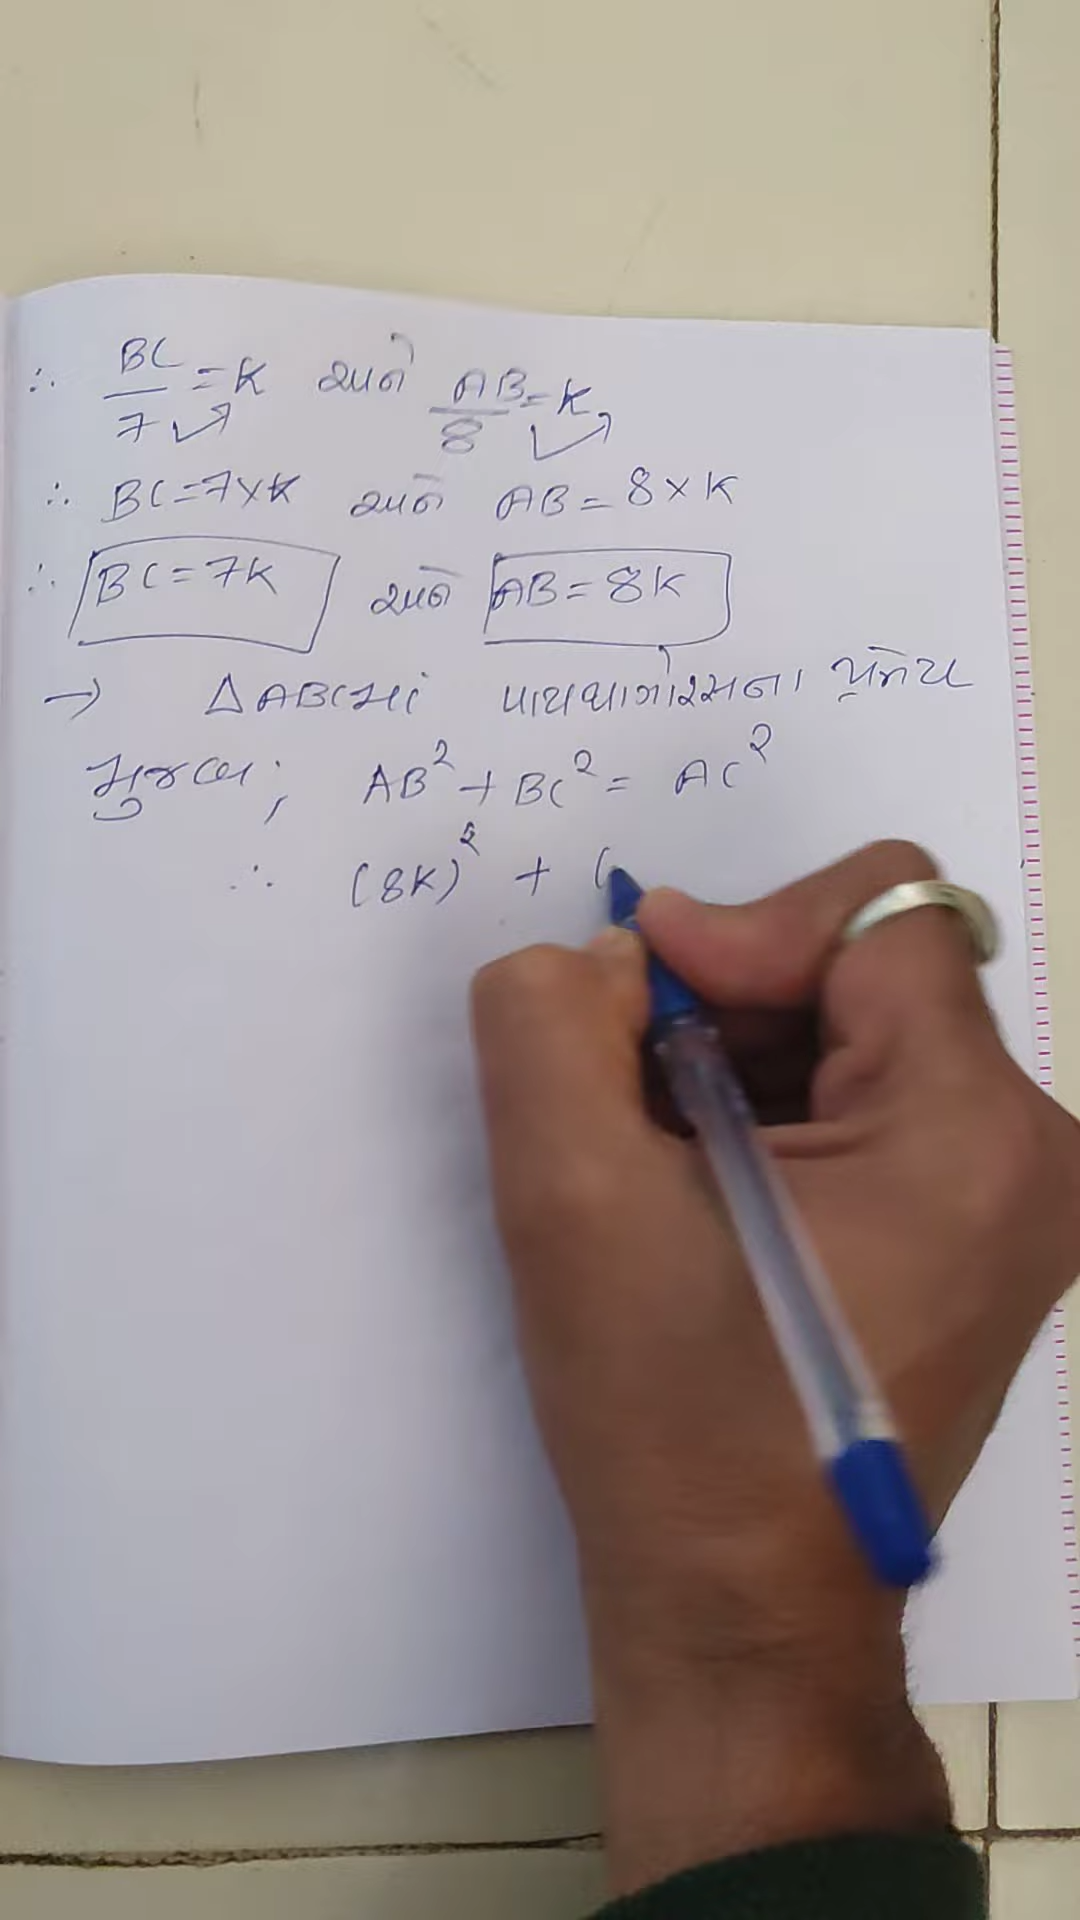 ∴ BC/7 = K અને AB/8 = K
∴ BC = 7×K અને AB = 8×K
∴ BC = 7K અને AB = 8K
→ ΔABCમાં પાયથાગોરસના પ્રમેય
મુજબ; AB² + BC² = AC²
∴ (8K)² + (